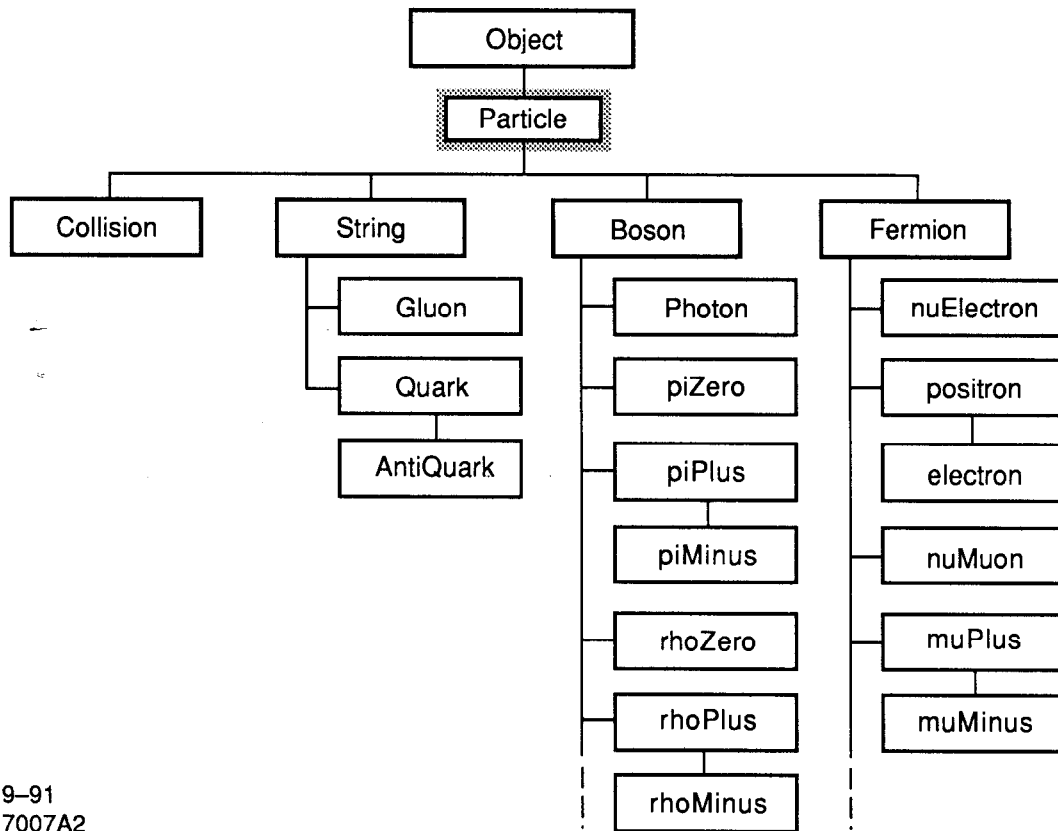 Object
Particle
Collision
String
Boson
Fermion
Gluon
Quark
AntiQuark
Photon
piZero
piPlus
piMinus
rhoZero
rhoPlus
rhoMinus
nuElectron
positron
electron
nuMuon
muPlus
muMinus
9–91
7007A2